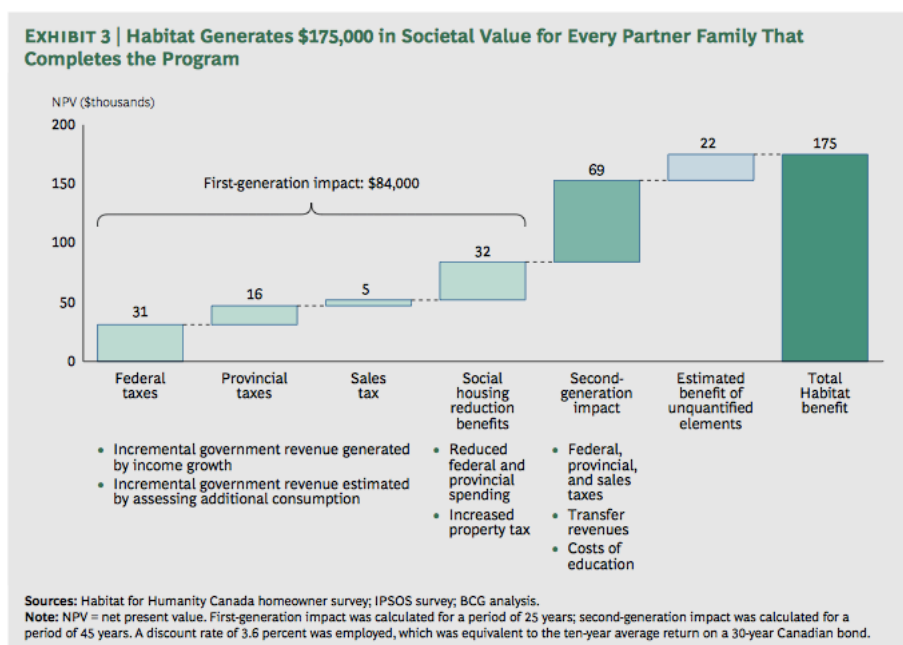 EXHIBIT 3 | Habitat Generates $175,000 in Societal Value for Every Partner Family That
Completes the Program
NPV ($thousands)
200
150
100
50
0
First-generation impact: $84,000
31
16
5
32
69
22
175
Federal
taxes
Provincial
taxes
Sales
tax
Social
housing
reduction
benefits
Second-
generation
impact
Estimated
benefit of
unquantified
elements
Total
Habitat
benefit
• Incremental government revenue generated
by income growth
• Incremental government revenue estimated
by assessing additional consumption
• Reduced
federal and
provincial
spending
• Increased
property tax
• Federal,
provincial,
and sales
taxes
• Transfer
revenues
• Costs of
education
Sources: Habitat for Humanity Canada homeowner survey; IPSOS survey; BCG analysis.
Note: NPV = net present value. First-generation impact was calculated for a period of 25 years; second-generation impact was calculated for a
period of 45 years. A discount rate of 3.6 percent was employed, which was equivalent to the ten-year average return on a 30-year Canadian bond.